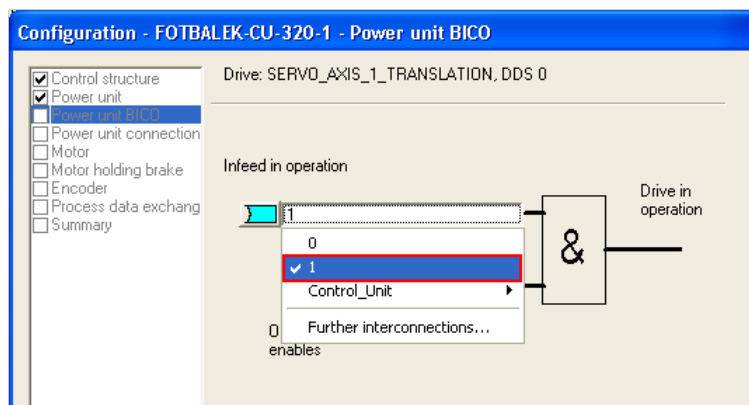 Configuration - FOTBALEK-CU-320-1 - Power unit BICO
Control structure
Power unit
Power unit BICO
Power unit connection
Motor
Motor holding brake
Encoder
Process data exchang
Summary
Drive: SERVO_AXIS_1_TRANSLATION, DDS 0
Infeed in operation
1
0
1
Control_Unit
Further interconnections...
0
enables
&
Drive in
operation